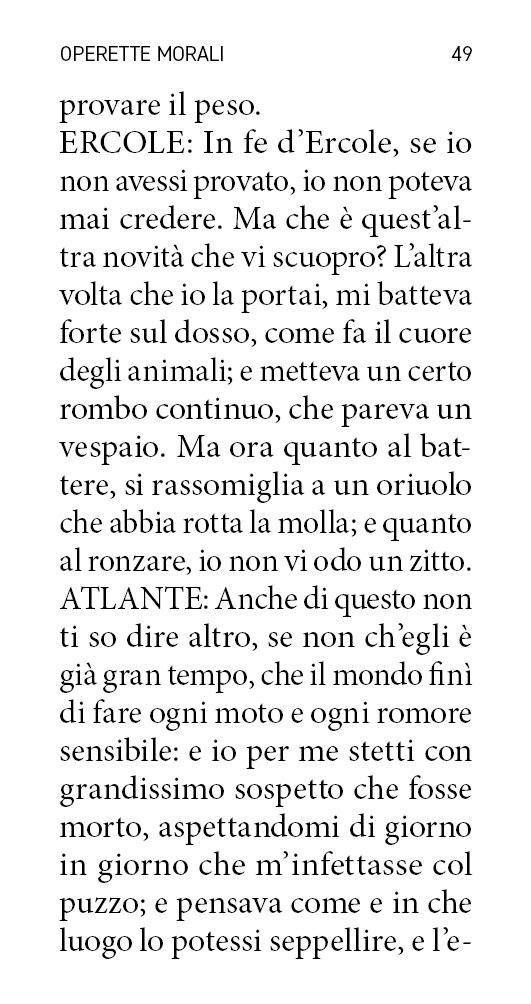 OPERETTE MORALI 49
provare il peso.
ERCOLE: In fe d’Ercole, se io
non avessi provato, io non poteva
mai credere. Ma che è quest’al-
tra novità che vi scuopro? L’altra
volta che io la portai, mi batteva
forte sul dosso, come fa il cuore
degli animali; e metteva un certo
rombo continuo, che pareva un
vespaio. Ma ora quanto al bat-
tere, si rassomiglia a un oriuolo
che abbia rotta la molla; e quanto
al ronzare, io non vi odo un zitto.
ATLANTE: Anche di questo non
ti so dire altro, se non ch’egli è
già gran tempo, che il mondo finì
di fare ogni moto e ogni romore
sensibile: e io per me stetti con
grandissimo sospetto che fosse
morto, aspettandomi di giorno
in giorno che m’infettasse col
puzzo; e pensava come e in che
luogo lo potessi seppellire, e l’e-